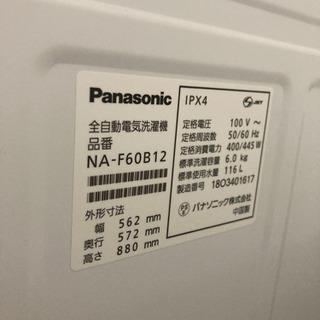 Panasonic
全自動電気洗濯機
品番
NA-F60B12
外形寸法
幅 562 mm
奥行 572 mm
高さ 880 mm
IPX4
JET
定格電圧 100 V ～
定格周波数 50/60 Hz
定格消費電力 400/445 W
標準洗濯容量 6.0 kg
標準使用水量 116 L
製造番号 18O3401617
PS E
パナソニック株式会社
中国製